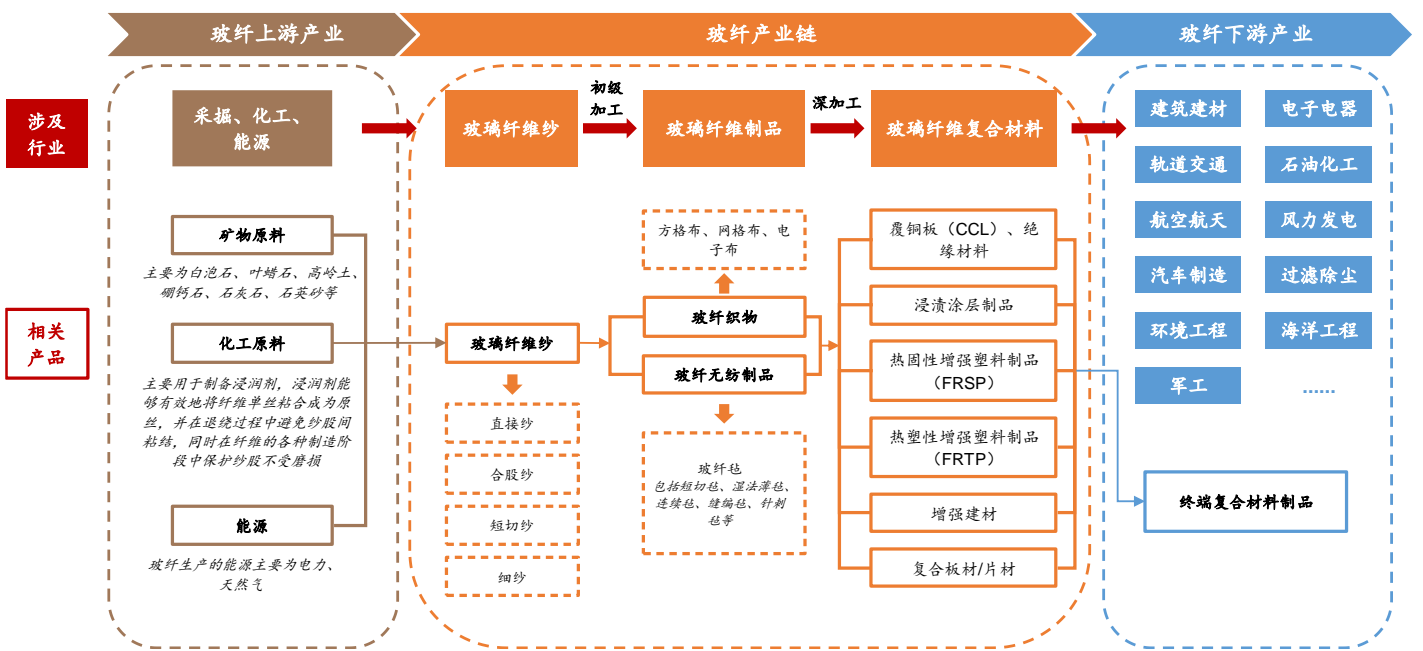 玻纤上游产业
玻纤产业链
玻纤下游产业
涉及
行业
采掘、化工、
能源
玻璃纤维纱
初级
加工
玻璃纤维制品
深加工
玻璃纤维复合材料
建筑建材
电子电器
轨道交通
石油化工
航空航天
风力发电
汽车制造
过滤除尘
环境工程
海洋工程
军工
……
相关
产品
矿物原料
主要为白泡石、叶蜡石、高岭土、
硼钙石、石灰石、石英砂等
化工原料
主要用于制备浸润剂，浸润剂能
够有效地将纤维单丝粘合成为原
丝，并在退绕过程中避免纱股间
粘结，同时在纤维的各种制造阶
段中保护纱股不受磨损
能源
玻纤生产的能源主要为电力、
天然气
玻璃纤维纱
直接纱
合股纱
短切纱
细纱
方格布、网格布、电
子布
玻纤织物
玻纤无纺制品
玻纤毡
包括短切毡、湿法薄毡、
连续毡、缝编毡、针刺
毡等
覆铜板（CCL）、绝
缘材料
浸渍涂层制品
热固性增强塑料制品
（FRSP）
热塑性增强塑料制品
（FRTP）
增强建材
复合板材/片材
终端复合材料制品